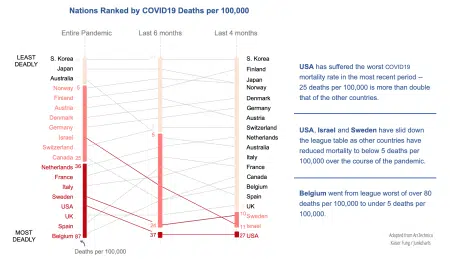 Nations Ranked by COVID19 Deaths per 100,000
Entire Pandemic
Last 6 months
Last 4 months
LEAST
DEADLY
S. Korea
Japan
Australia
Norway 5
Finland
Austria
Denmark
Germany
Israel
Switzerland
Canada 25
Netherlands 36
France
Italy
Sweden
USA
UK
Spain
Belgium 87
MOST
DEADLY
Deaths per 100,000
5
24
37
S. Korea
Finland
Japan
Norway
Denmark
Germany
Austria
Switzerland
Netherlands
Australia
Italy
France
Canada
Belgium
Spain
UK
10 Sweden
11 Israel
27 USA
USA has suffered the worst COVID19
mortality rate in the most recent period –
25 deaths per 100,000 is more than double
that of the other countries.
USA, Israel and Sweden have slid down
the league table as other countries have
reduced mortality to below 5 deaths per
100,000 over the course of the pandemic.
Belgium went from league worst of over 80
deaths per 100,000 to under 5 deaths per
100,000.
Kaiser Fung / JunkCharts